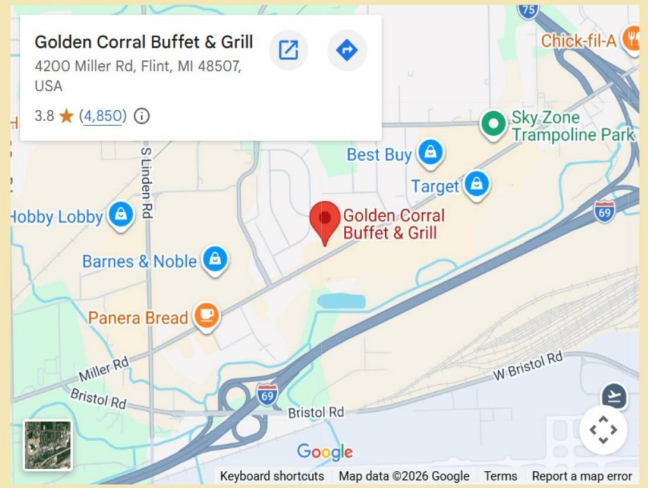 Golden Corral Buffet & Grill
4200 Miller Rd, Flint, MI 48507,
USA
3.8 ★ (4,850)
75
Chick-fil-A
Sky Zone
Trampoline Park
S Linden Rd
Best Buy
Target
Hobby Lobby
Golden Corral
Buffet & Grill
69
Barnes & Noble
Panera Bread
Miller Rd
W Bristol Rd
Bristol Rd
69
Bristol Rd
Google
Keyboard shortcuts Map data ©2026 Google Terms Report a map error